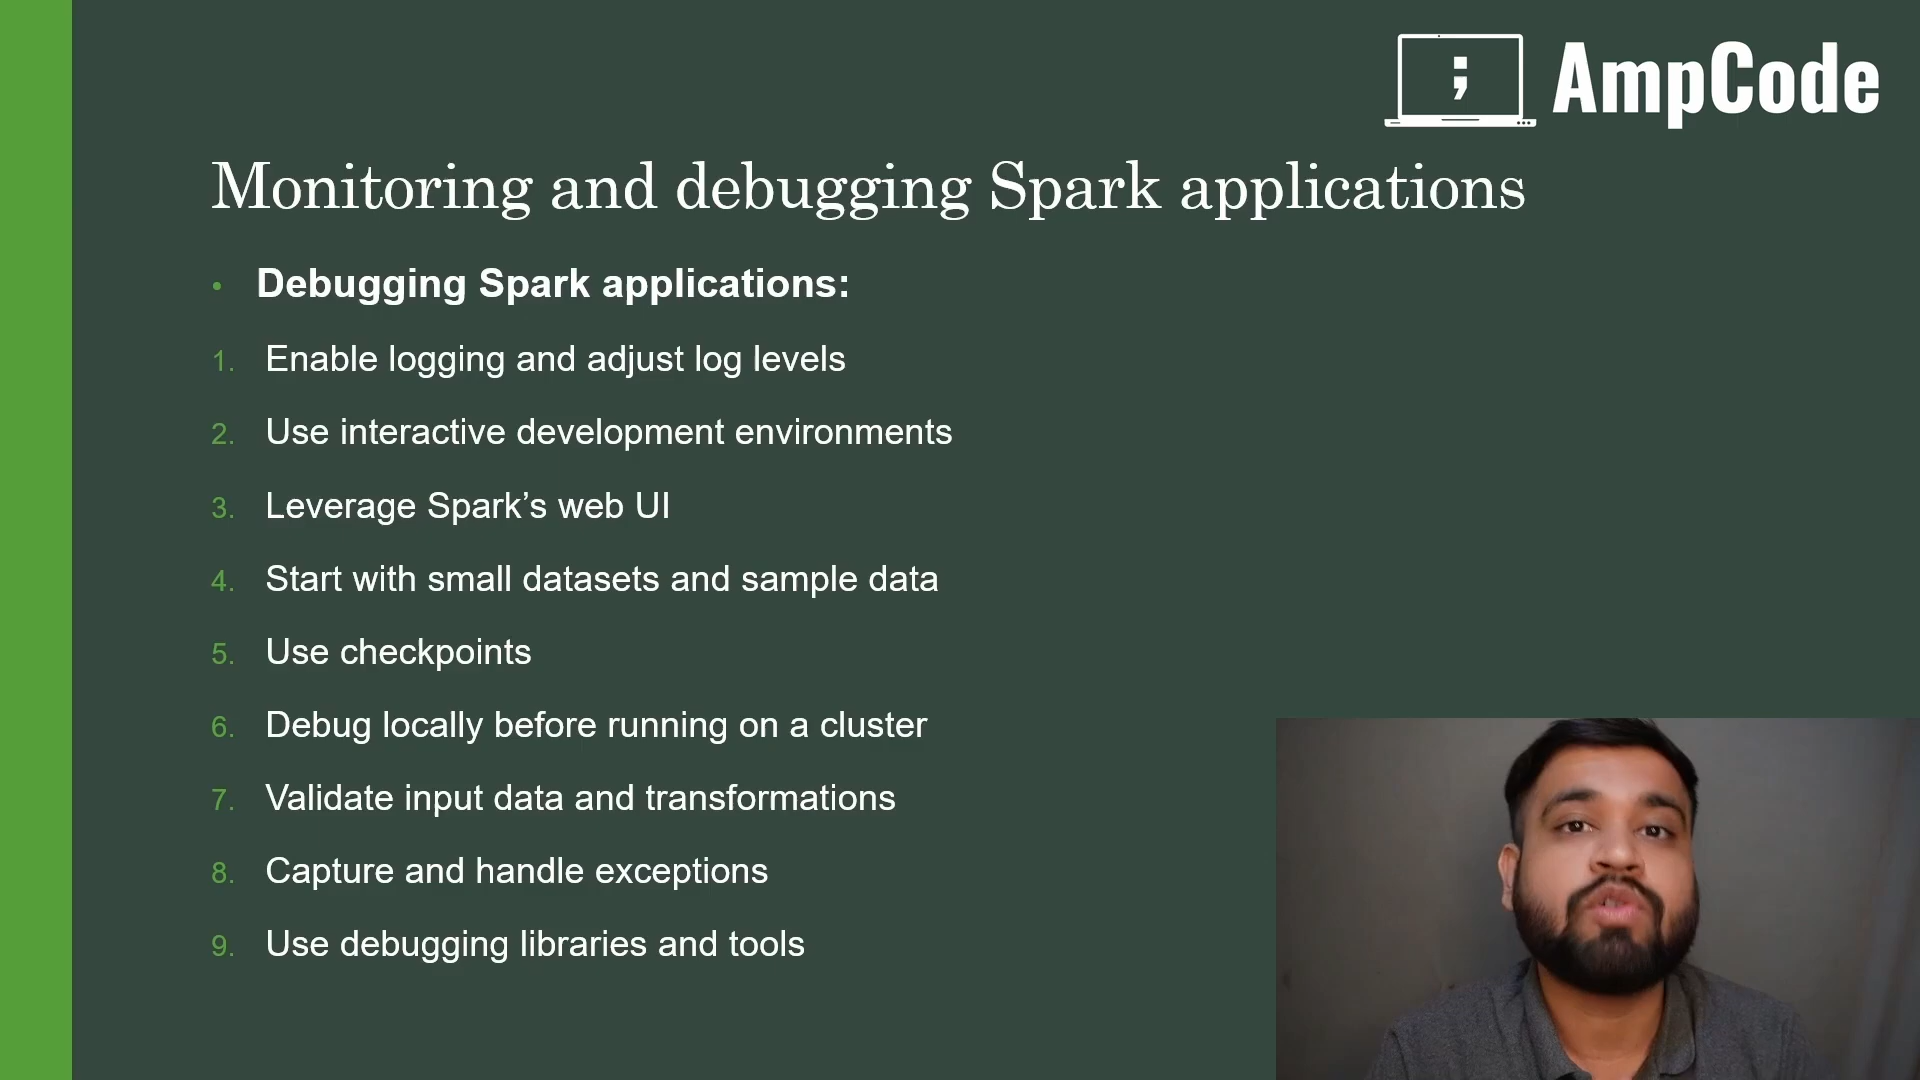 ;
AmpCode
Monitoring and debugging Spark applications
• Debugging Spark applications:
1. Enable logging and adjust log levels
2. Use interactive development environments
3. Leverage Spark’s web UI
4. Start with small datasets and sample data
5. Use checkpoints
6. Debug locally before running on a cluster
7. Validate input data and transformations
8. Capture and handle exceptions
9. Use debugging libraries and tools